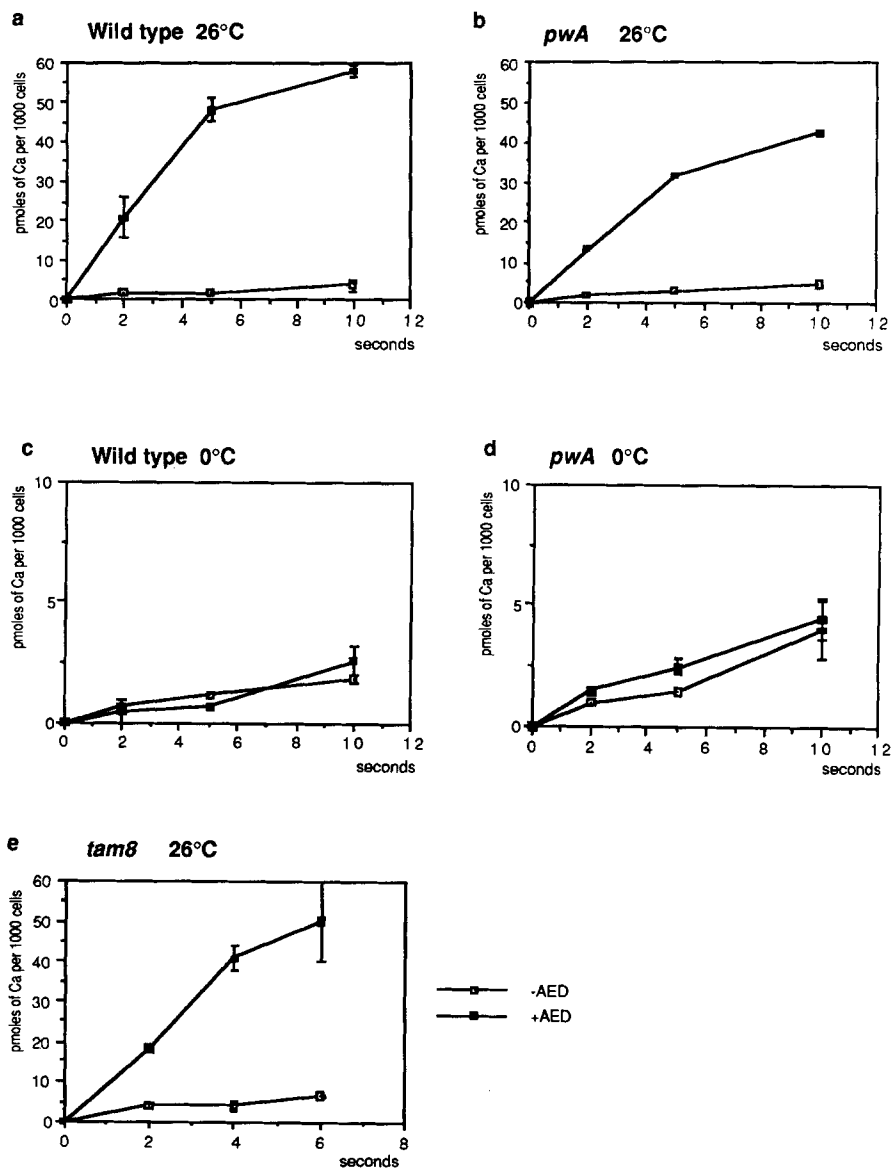 a
Wild type 26°C
pmoles of Ca per 1000 cells
60
50
40
30
20
10
0
0 2 4 6 8 10 12
seconds
b
pwA 26°C
pmoles of Ca per 1000 cells
60
50
40
30
20
10
0
0 2 4 6 8 10 12
seconds
c
Wild type 0°C
pmoles of Ca per 1000 cells
10
5
0
0 2 4 6 8 10 12
seconds
d
pwA 0°C
pmoles of Ca per 1000 cells
10
5
0
0 2 4 6 8 10 12
seconds
e
tam8 26°C
pmoles of Ca per 1000 cells
60
50
40
30
20
10
0
0 2 4 6 8
seconds
-AED
+AED